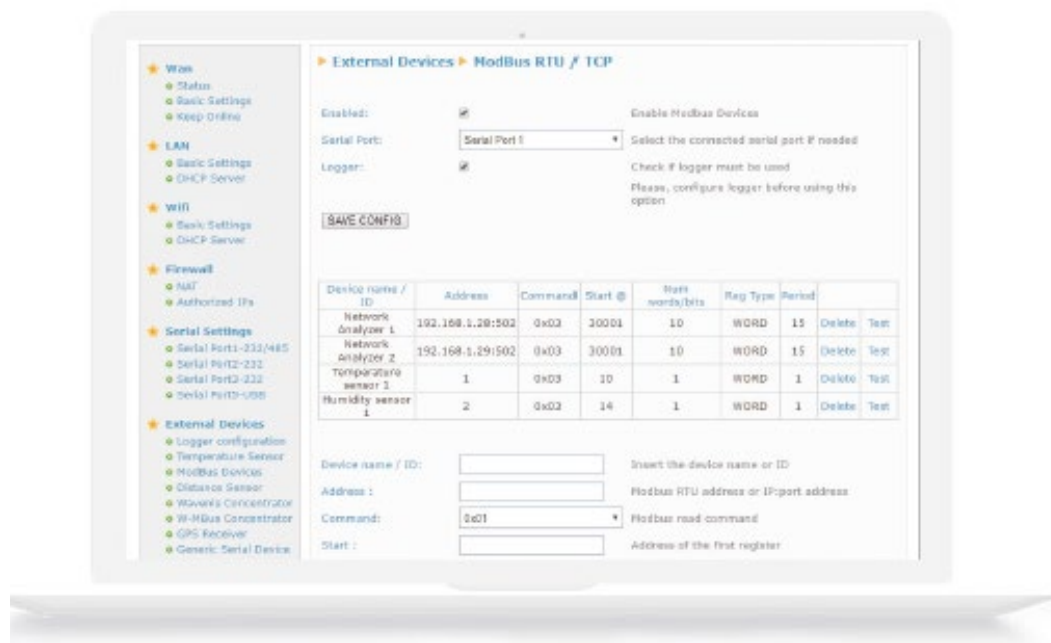 Wan
Status
Basic Settings
Keep Online
LAN
Basic Settings
DHCP Server
Wifi
Basic Settings
DHCP Server
Firewall
NAT
Authorized IPs
Serial Settings
Serial Port1-232/485
Serial Port2-232
Serial Port3-232
Serial Port5-USB
External Devices
Logger configuration
Temperature Sensor
ModBus Devices
Distance Sensor
Wavenis Concentrator
W-MBus Concentrator
GPS Receiver
Generic Serial Device
External Devices ModBus RTU / TCP
Enabled: Enable Modbus Devices
Serial Port: Serial Port 1 Select the connected serial port if needed
Logger: Check if logger must be used
Please, configure logger before using this
option
SAVE CONFIG
Device name / ID Address Command Start @ Num words/bits Reg Type Period
Network Analyzer 1 192.168.1.28:502 0x03 30001 10 WORD 15 Delete Test
Network Analyzer 2 192.168.1.29:502 0x03 30001 10 WORD 15 Delete Test
Temperature sensor 1 1 0x03 10 1 WORD 1 Delete Test
Humidity sensor 1 2 0x03 14 1 WORD 1 Delete Test
Device name / ID: Insert the device name or ID
Address : Modbus RTU address or IP:port address
Command: 0x01 Modbus read command
Start : Address of the first register